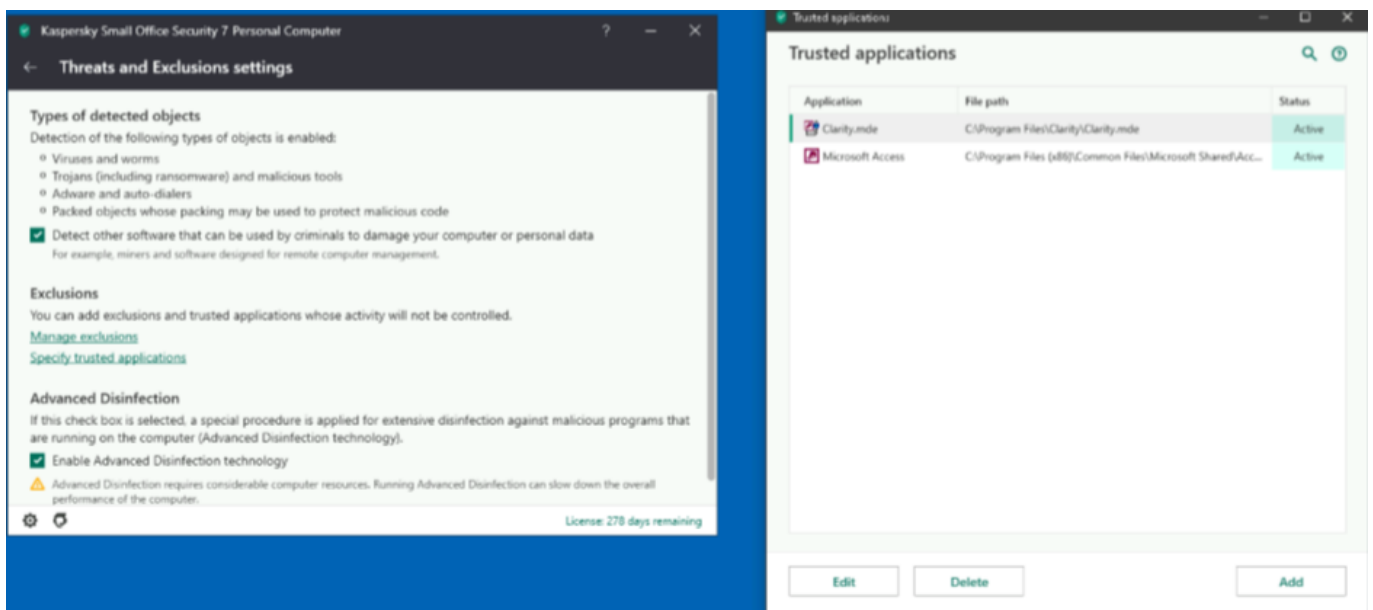 Kaspersky Small Office Security 7 Personal Computer
Threats and Exclusions settings
Types of detected objects
Detection of the following types of objects is enabled:
Viruses and worms
Trojans (including ransomware) and malicious tools
Adware and auto-dialers
Packed objects whose packing may be used to protect malicious code
Detect other software that can be used by criminals to damage your computer or personal data
For example, miners and software designed for remote computer management.
Exclusions
You can add exclusions and trusted applications whose activity will not be controlled.
Manage exclusions
Specify trusted applications
Advanced Disinfection
If this check box is selected, a special procedure is applied for extensive disinfection against malicious programs that
are running on the computer (Advanced Disinfection technology).
Enable Advanced Disinfection technology
Advanced Disinfection requires considerable computer resources. Running Advanced Disinfection can slow down the overall
performance of the computer.
License: 278 days remaining
Trusted applications
Trusted applications
Application File path Status
Clarity.mde C:\Program Files\Clarity\Clarity.mde Active
Microsoft Access C:\Program Files (x86)\Common Files\Microsoft Shared\Acc... Active
Edit Delete Add